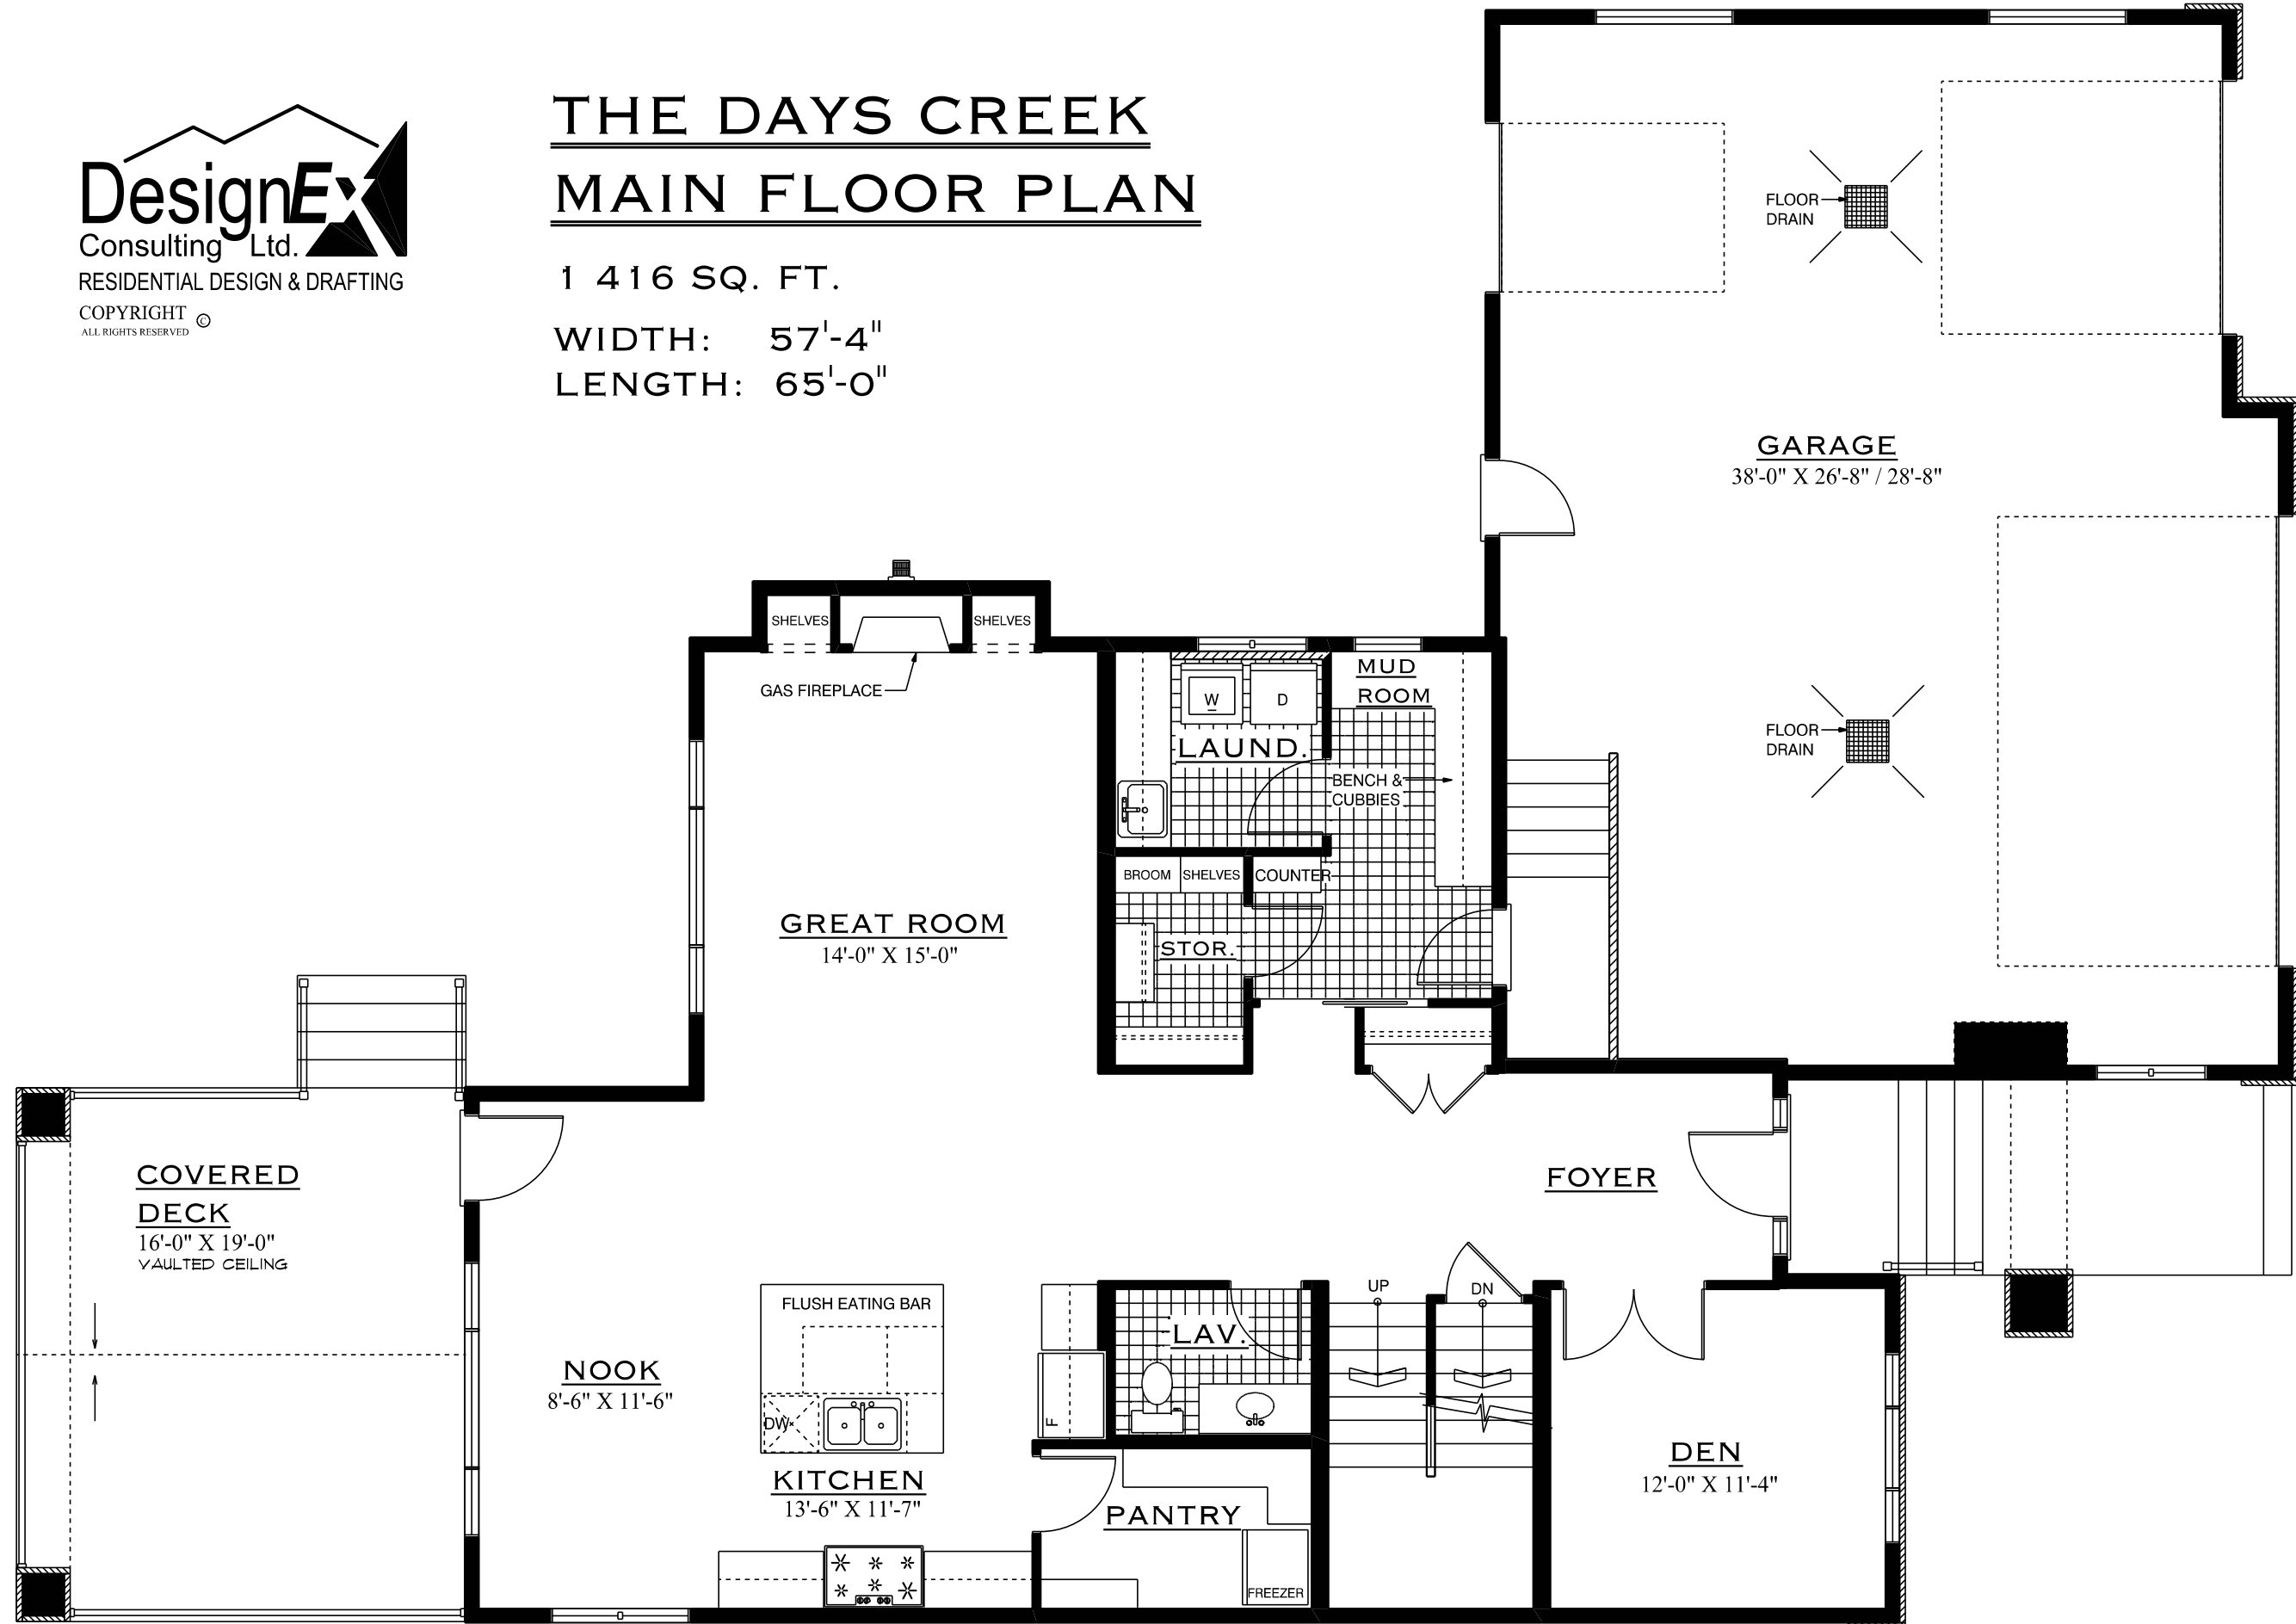 THE DAYS CREEK
MAIN FLOOR PLAN
1 416 SQ. FT.
WIDTH: 57'-4"
LENGTH: 65'-0"
DesignEx
Consulting Ltd.
RESIDENTIAL DESIGN & DRAFTING
COPYRIGHT ©
ALL RIGHTS RESERVED
FLOOR
DRAIN
GARAGE
38'-0" X 26'-8" / 28'-8"
FLOOR
DRAIN
SHELVES
SHELVES
GAS FIREPLACE
W
D
LAUND.
MUD
ROOM
BENCH &
CUBBIES
BROOM
SHELVES
COUNTER
STOR.
GREAT ROOM
14'-0" X 15'-0"
COVERED
DECK
16'-0" X 19'-0"
VAULTED CEILING
FOYER
UP
DN
FLUSH EATING BAR
LAV.
NOOK
8'-6" X 11'-6"
DW
F
KITCHEN
13'-6" X 11'-7"
PANTRY
FREEZER
DEN
12'-0" X 11'-4"